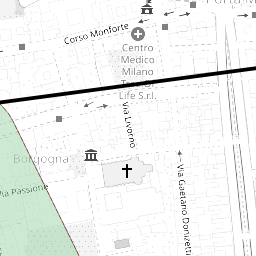 Corso Monforte
Centro
Medico
Milano
Life S.r.l.
Via Livorno
Borgogna
Via Passione
Via Gaetano Donizetti